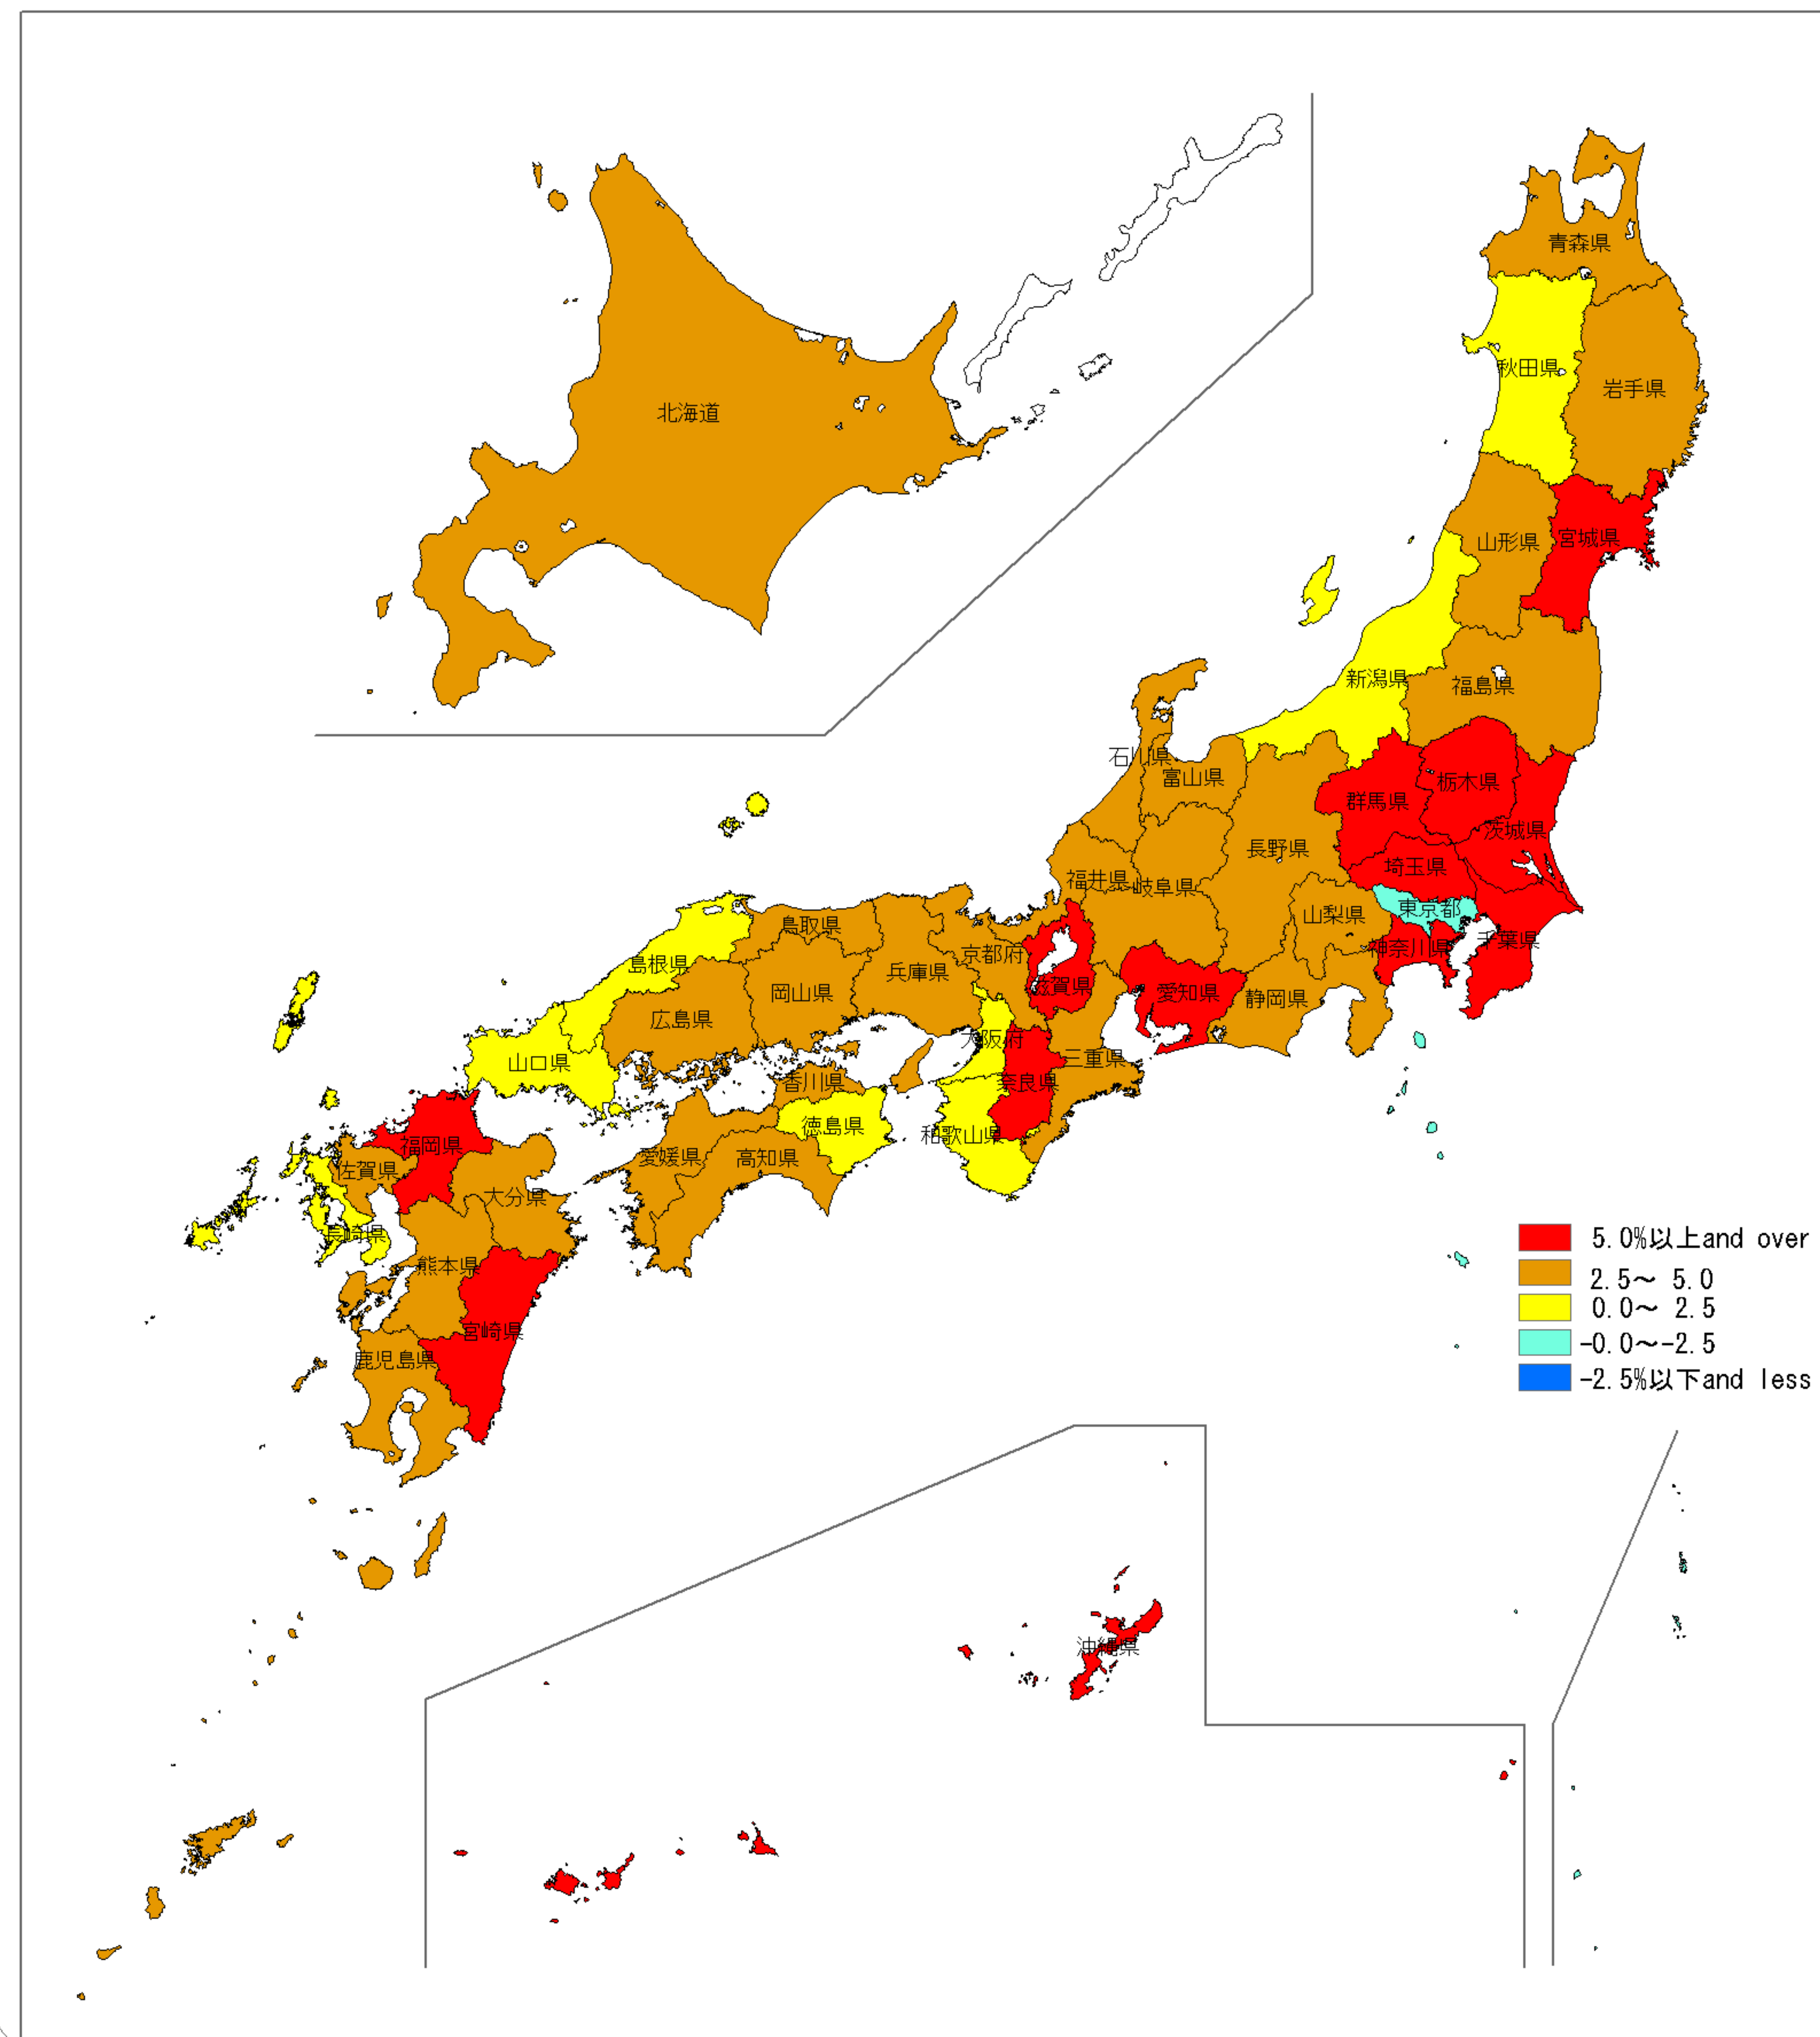 青森県
秋田県
岩手県
北海道
山形県
宮城県
新潟県
福島県
石川県
富山県
栃木県
群馬県
茨城県
長野県
埼玉県
福井県
岐阜県
東京都
山梨県
鳥取県
京都府
神奈川県
千葉県
島根県
兵庫県
滋賀県
愛知県
静岡県
岡山県
広島県
大阪府
山口県
三重県
香川県
奈良県
徳島県
和歌山県
福岡県
愛媛県
高知県
佐賀県
大分県
長崎県
熊本県
宮崎県
鹿児島県
沖縄県
5.0%以上and over
2.5～ 5.0
0.0～ 2.5
-0.0～-2.5
-2.5%以下and less